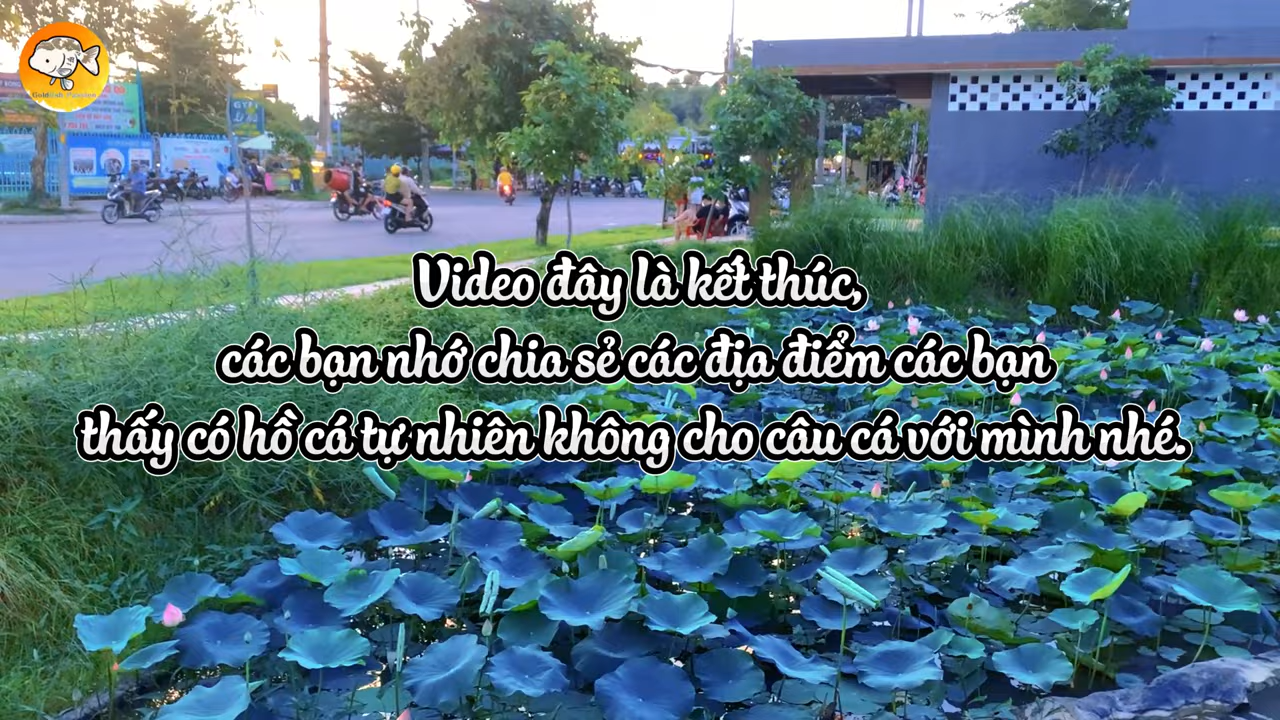 Video đây là kết thúc,
các bạn nhớ chia sẻ các địa điểm các bạn
thấy có hồ cá tự nhiên không cho câu cá với mình nhé.